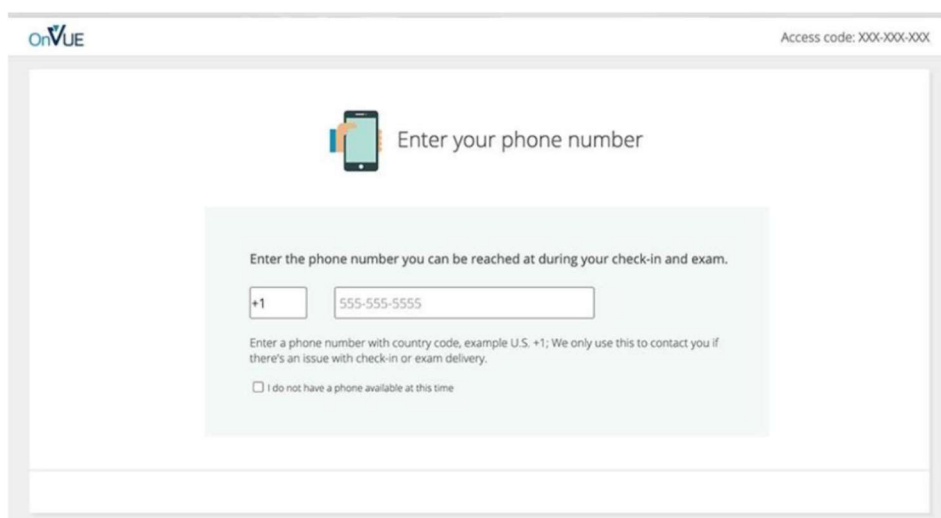 OnVUE
Access code: XXX-XXX-XXX
Enter your phone number
Enter the phone number you can be reached at during your check-in and exam.
+1
555-555-5555
Enter a phone number with country code, example U.S. +1; We only use this to contact you if
there's an issue with check-in or exam delivery.
I do not have a phone available at this time